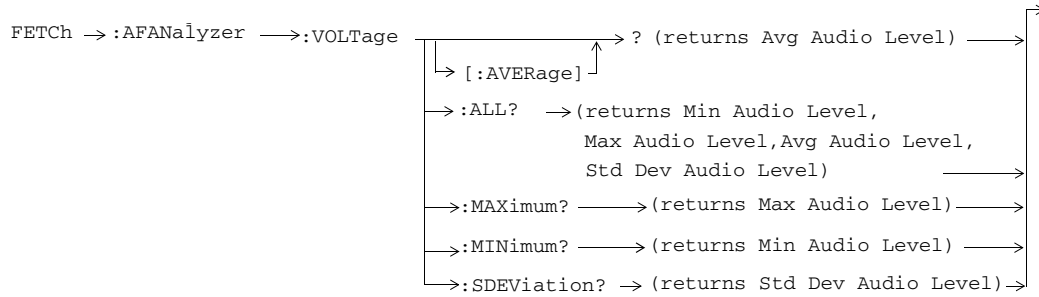 FETCh :AFANalyzer :VOLTage ? (returns Avg Audio Level)
[:AVERage]
:ALL? (returns Min Audio Level,
Max Audio Level,Avg Audio Level,
Std Dev Audio Level)
:MAXimum? (returns Max Audio Level)
:MINimum? (returns Min Audio Level)
:SDEViation? (returns Std Dev Audio Level)